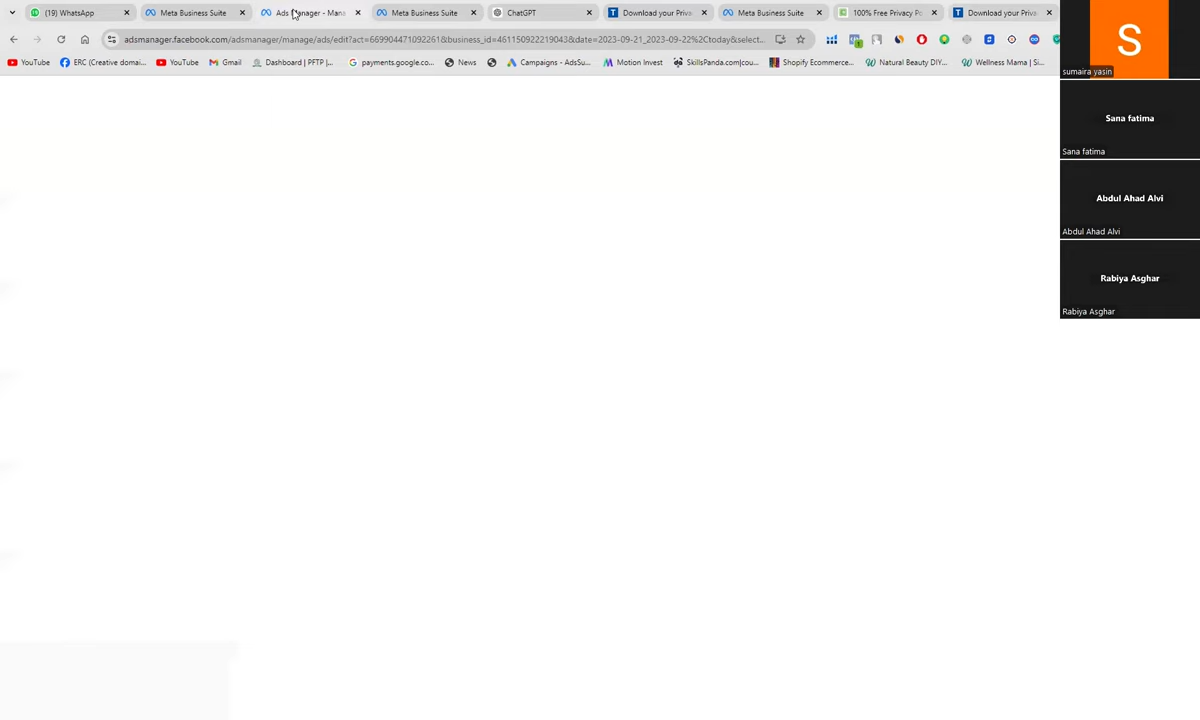 (19) WhatsApp
Meta Business Suite
Ads Manager - Mana
Meta Business Suite
ChatGPT
Download your Priva
Meta Business Suite
100% Free Privacy Po
Download your Priva
adsmanager.facebook.com/adsmanager/manage/ads/edit?act=669904471092261&business_id=461150922219043&date=2023-09-21_2023-09-22%2Ctoday&select...
YouTube
ERC (Creative domai...
YouTube
Gmail
Dashboard | PFTP |...
payments.google.co...
News
Campaigns - AdsSu...
Motion Invest
SkillsPanda.com|cou...
Shopify Ecommerce...
Natural Beauty DIY...
Wellness Mama | Si...
S
sumaira yasin
Sana fatima
Sana fatima
Abdul Ahad Alvi
Abdul Ahad Alvi
Rabiya Asghar
Rabiya Asghar